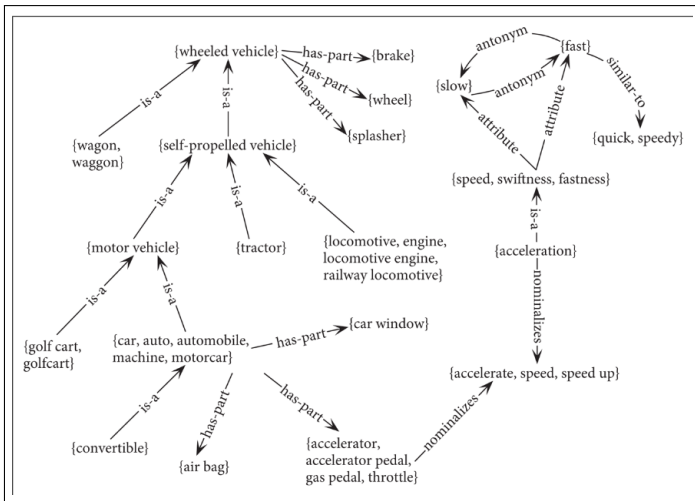 antonym
{fast}
{wheeled vehicle}
has-part
{brake}
has-part
{wheel}
has-part
{splasher}
is-a
is-a
{slow}
antonym
similar-to
attribute
attribute
{quick, speedy}
{wagon,
waggon}
{self-propelled vehicle}
{speed, swiftness, fastness}
is-a
is-a
is-a
is-a
{motor vehicle}
{tractor}
{locomotive, engine,
locomotive engine,
railway locomotive}
{acceleration}
is-a
is-a
nominalizes
{golf cart,
golfcart}
{car, auto, automobile,
machine, motorcar}
has-part
{car window}
{accelerate, speed, speed up}
is-a
has-part
has-part
nominalizes
{convertible}
{air bag}
{accelerator,
accelerator pedal,
gas pedal, throttle}